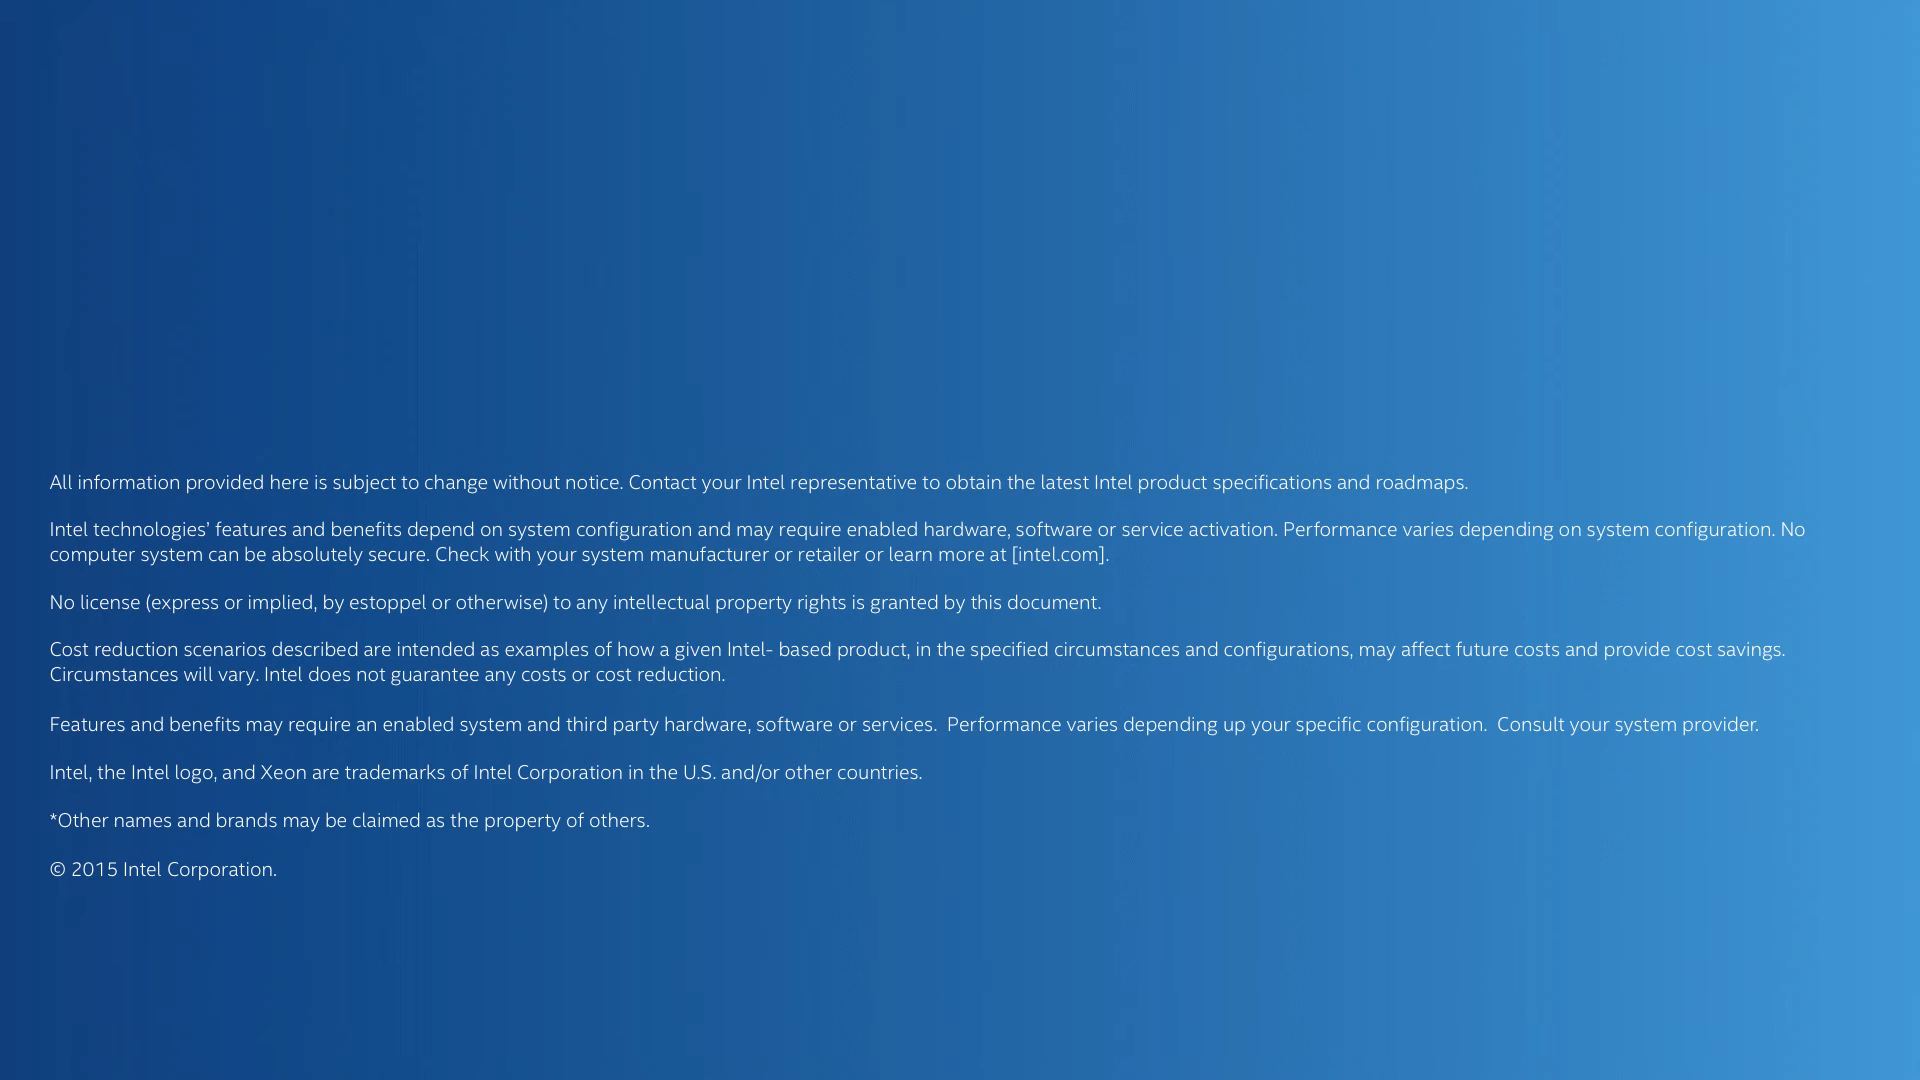 All information provided here is subject to change without notice. Contact your Intel representative to obtain the latest Intel product specifications and roadmaps.
Intel technologies’ features and benefits depend on system configuration and may require enabled hardware, software or service activation. Performance varies depending on system configuration. No
computer system can be absolutely secure. Check with your system manufacturer or retailer or learn more at [intel.com].
No license (express or implied, by estoppel or otherwise) to any intellectual property rights is granted by this document.
Cost reduction scenarios described are intended as examples of how a given Intel- based product, in the specified circumstances and configurations, may affect future costs and provide cost savings.
Circumstances will vary. Intel does not guarantee any costs or cost reduction.
Features and benefits may require an enabled system and third party hardware, software or services.  Performance varies depending up your specific configuration.  Consult your system provider.
Intel, the Intel logo, and Xeon are trademarks of Intel Corporation in the U.S. and/or other countries.
*Other names and brands may be claimed as the property of others.
© 2015 Intel Corporation.